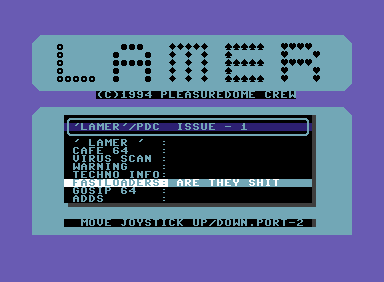 LAMER
(C)1994 PLEASUREDOME CREW
'LAMER'/PDC ISSUE - 1
' LAMER ' :
CAFE 64 :
VIRUS SCAN :
WARNING :
TECHNO INFO:
FASTLOADERS: ARE THEY SHIT
GOSIP 64 :
ADDS :
MOVE JOYSTICK UP/DOWN.PORT-2